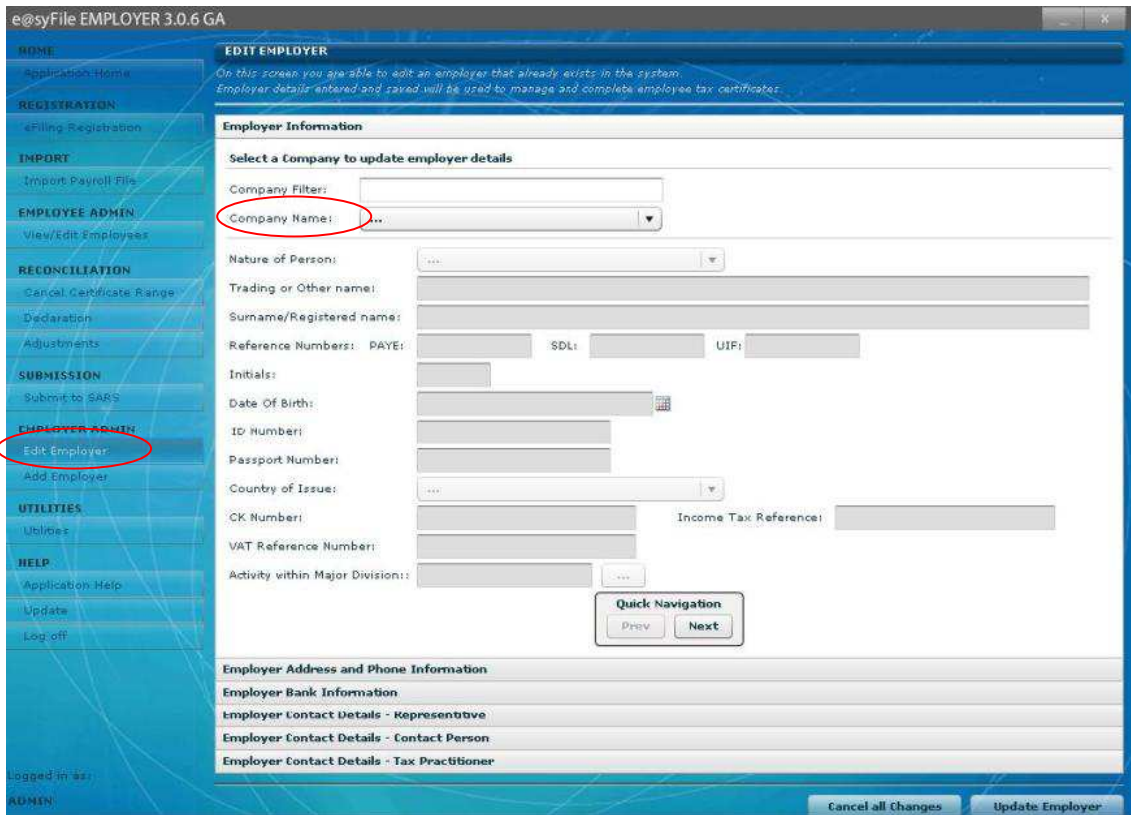 e@syFile EMPLOYER 3.0.6 GA
HOME
Application Home
REGISTRATION
eFiling Registration
IMPORT
Import Payroll File
EMPLOYEE ADMIN
View/Edit Employees
RECONCILIATION
Cancel Certificate Range
Declaration
Adjustments
SUBMISSION
Submit to SARS
EMPLOYER ADMIN
Edit Employer
Add Employer
UTILITIES
Utilities
HELP
Application Help
Update
Log off
Logged in as:
ADMIN
EDIT EMPLOYER
On this screen you are able to edit an employer that already exists in the system.
Employer details entered and saved will be used to manage and complete employee tax certificates.
Employer Information
Select a Company to update employer details
Company Filter:
Company Name: ...
Nature of Person: ...
Trading or Other name:
Surname/Registered name:
Reference Numbers: PAYE: SDL: UIF:
Initials:
Date Of Birth:
ID Number:
Passport Number:
Country of Issue: ...
CK Number: Income Tax Reference:
VAT Reference Number:
Activity within Major Division:: ...
Quick Navigation
Prev Next
Employer Address and Phone Information
Employer Bank Information
Employer Contact Details - Representitive
Employer Contact Details - Contact Person
Employer Contact Details - Tax Practitioner
Cancel all Changes Update Employer